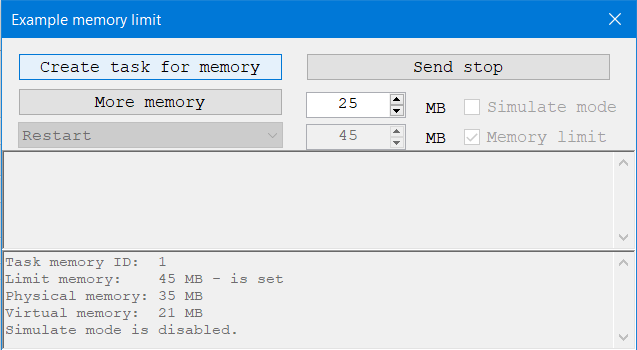 Example memory limit
Create task for memory
Send stop
More memory
25
MB
Simulate mode
Restart
45
MB
Memory limit
Task memory ID:  1
Limit memory:    45 MB - is set
Physical memory: 35 MB
Virtual memory:  21 MB
Simulate mode is disabled.